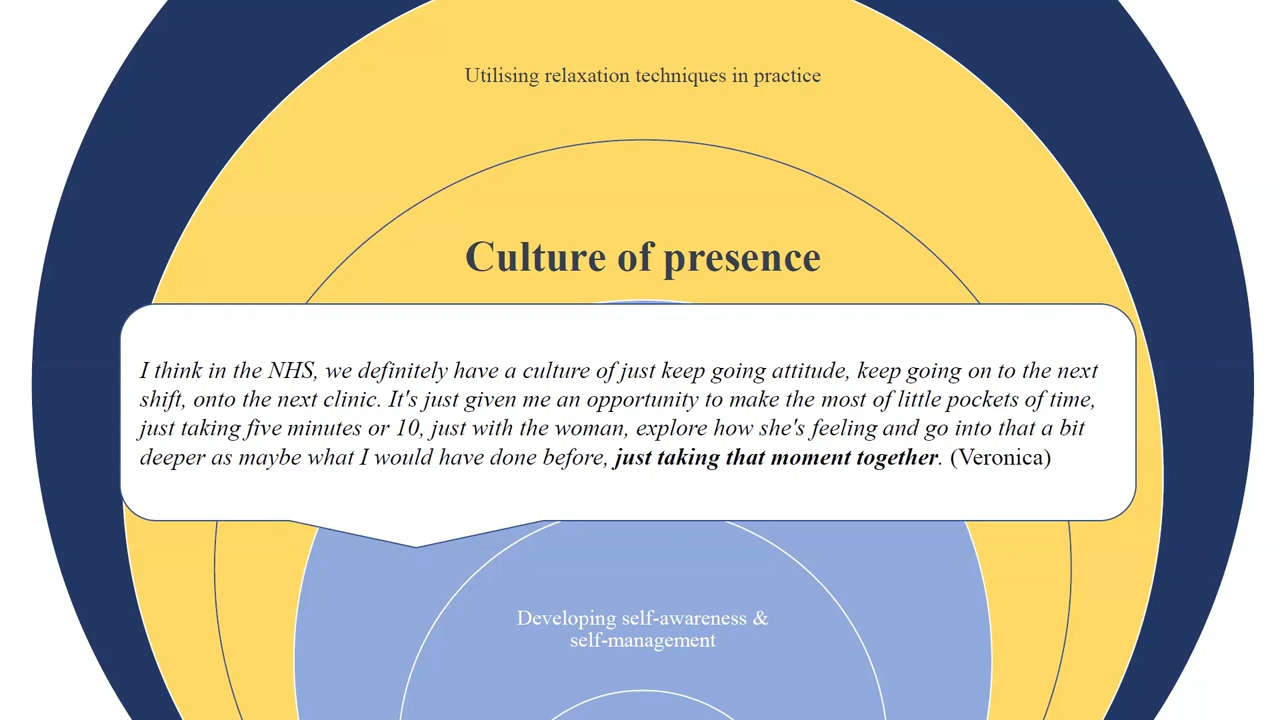 Utilising relaxation techniques in practice
Culture of presence
I think in the NHS, we definitely have a culture of just keep going attitude, keep going on to the next
shift, onto the next clinic. It's just given me an opportunity to make the most of little pockets of time,
just taking five minutes or 10, just with the woman, explore how she's feeling and go into that a bit
deeper as maybe what I would have done before, just taking that moment together. (Veronica)
Developing self-awareness &
self-management